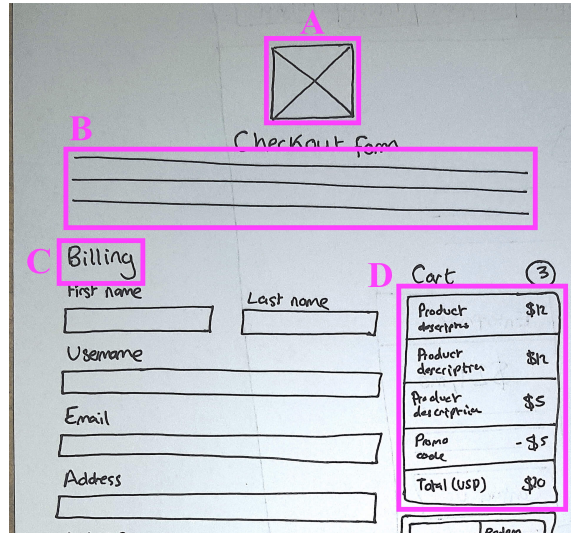 A
B
Checkout form
C
Billing
First name
Last name
Username
Email
Address
D
Cart 3
Product $12
Product $12
description
Product $5
description
Promo -$5
code
Total (USD) $20